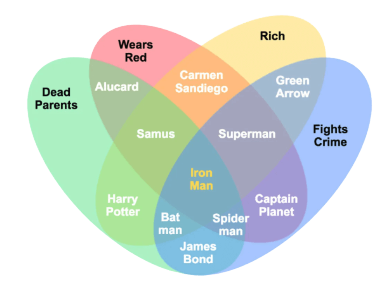 Rich
Wears
Red
Carmen
Sandiego
Green
Arrow
Alucard
Dead
Parents
Samus
Superman
Fights
Crime
Iron
Man
Harry
Potter
Captain
Planet
Bat
man
Spider
man
James
Bond